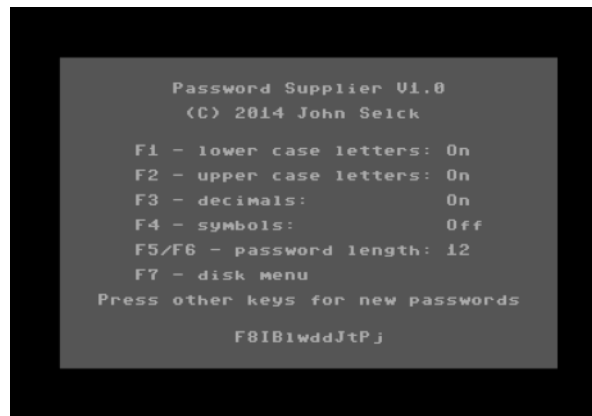 Password Supplier V1.0
(C) 2014 John Selck
F1 - lower case letters: On
F2 - upper case letters: On
F3 - decimals: On
F4 - symbols: Off
F5/F6 - password length: 12
F7 - disk menu
Press other keys for new passwords
F8IBlwddJtPj